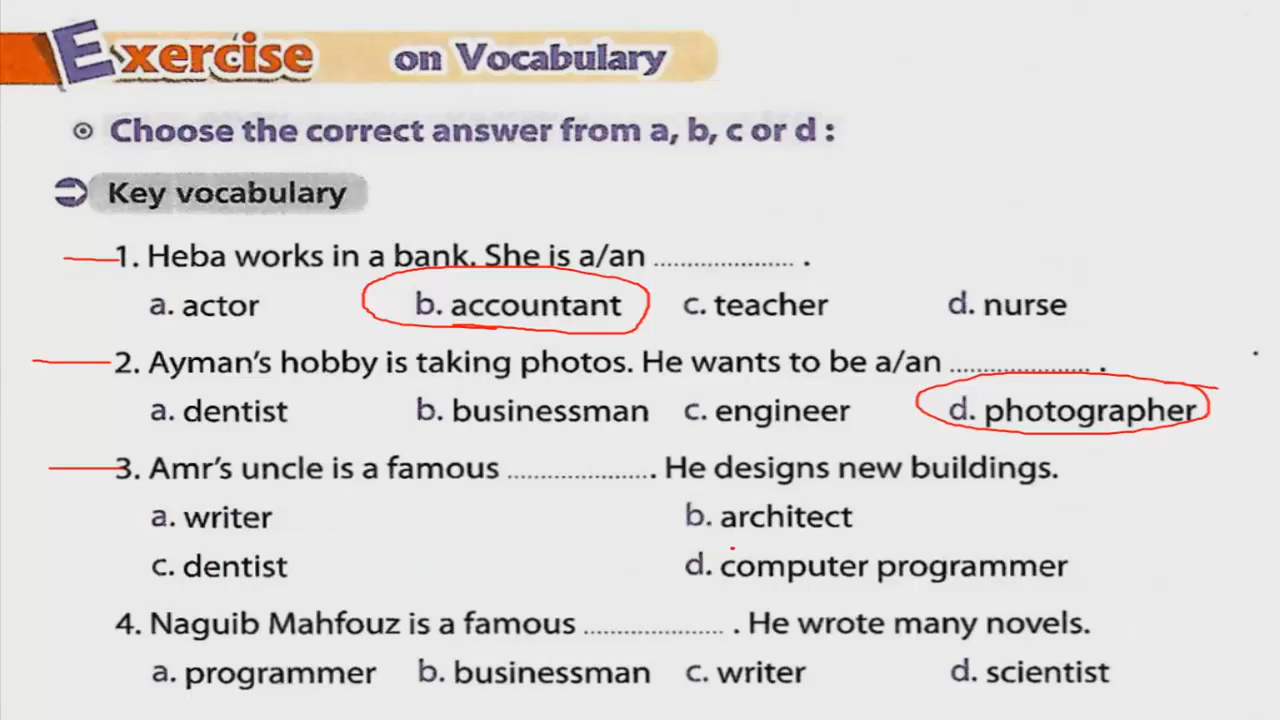 Exercise on Vocabulary
Choose the correct answer from a, b, c or d :
Key vocabulary
1. Heba works in a bank. She is a/an .................... .
a. actor b. accountant c. teacher d. nurse
2. Ayman's hobby is taking photos. He wants to be a/an .................... .
a. dentist b. businessman c. engineer d. photographer
3. Amr's uncle is a famous .................... . He designs new buildings.
a. writer b. architect
c. dentist d. computer programmer
4. Naguib Mahfouz is a famous .................... . He wrote many novels.
a. programmer b. businessman c. writer d. scientist